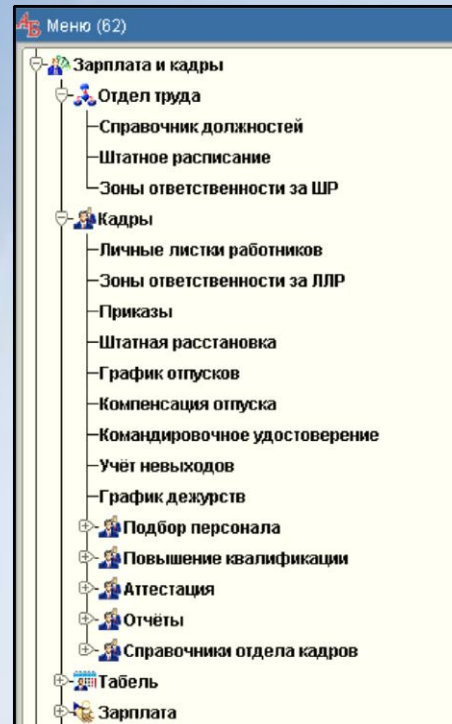 АБ Меню (62)
Зарплата и кадры
Отдел труда
Справочник должностей
Штатное расписание
Зоны ответственности за ШР
Кадры
Личные листки работников
Зоны ответственности за ЛЛР
Приказы
Штатная расстановка
График отпусков
Компенсация отпуска
Командировочное удостоверение
Учёт невыходов
График дежурств
Подбор персонала
Повышение квалификации
Аттестация
Отчёты
Справочники отдела кадров
Табель
Зарплата